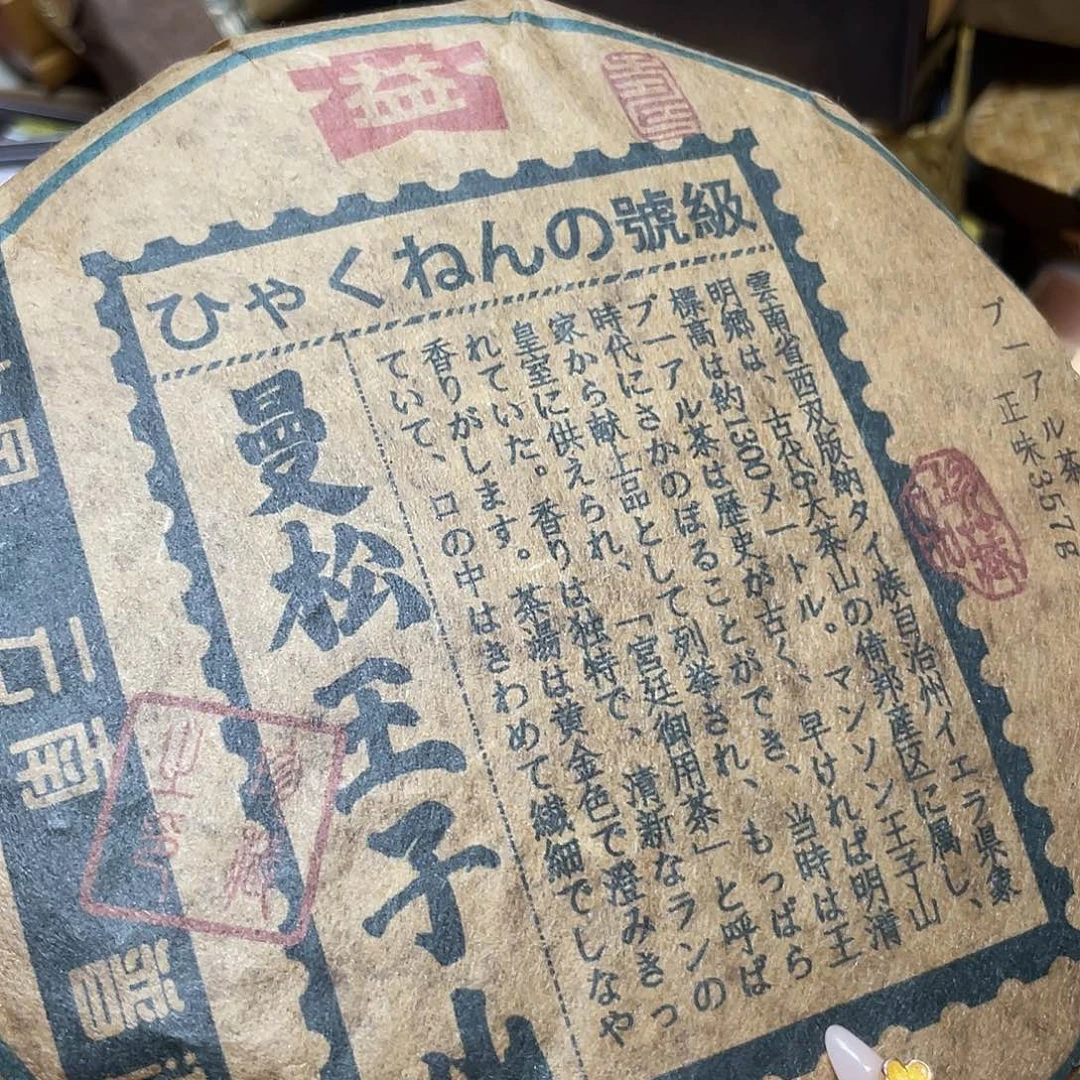 益
ひゃくねんの號級
雲南省西双版納タイ族自治州イエラ県象
明郷は、古代中大茶山の倚邦産区に属し、
標高は約1300メートル。マンソン王子山
プーアル茶は歴史が古く、早ければ明清
時代にさかのぼることができ、当時は王
家から献上品として列挙され、もっぱら
皇室に供えられ、「宮廷御用茶」と呼ば
れていた。香りは独特で、清新なランの
香りがします。茶湯は黄金色で澄みきっ
ていて、口の中はきわめて繊細でしなや
曼松王子山
プーアル茶
正味357g
珍藏